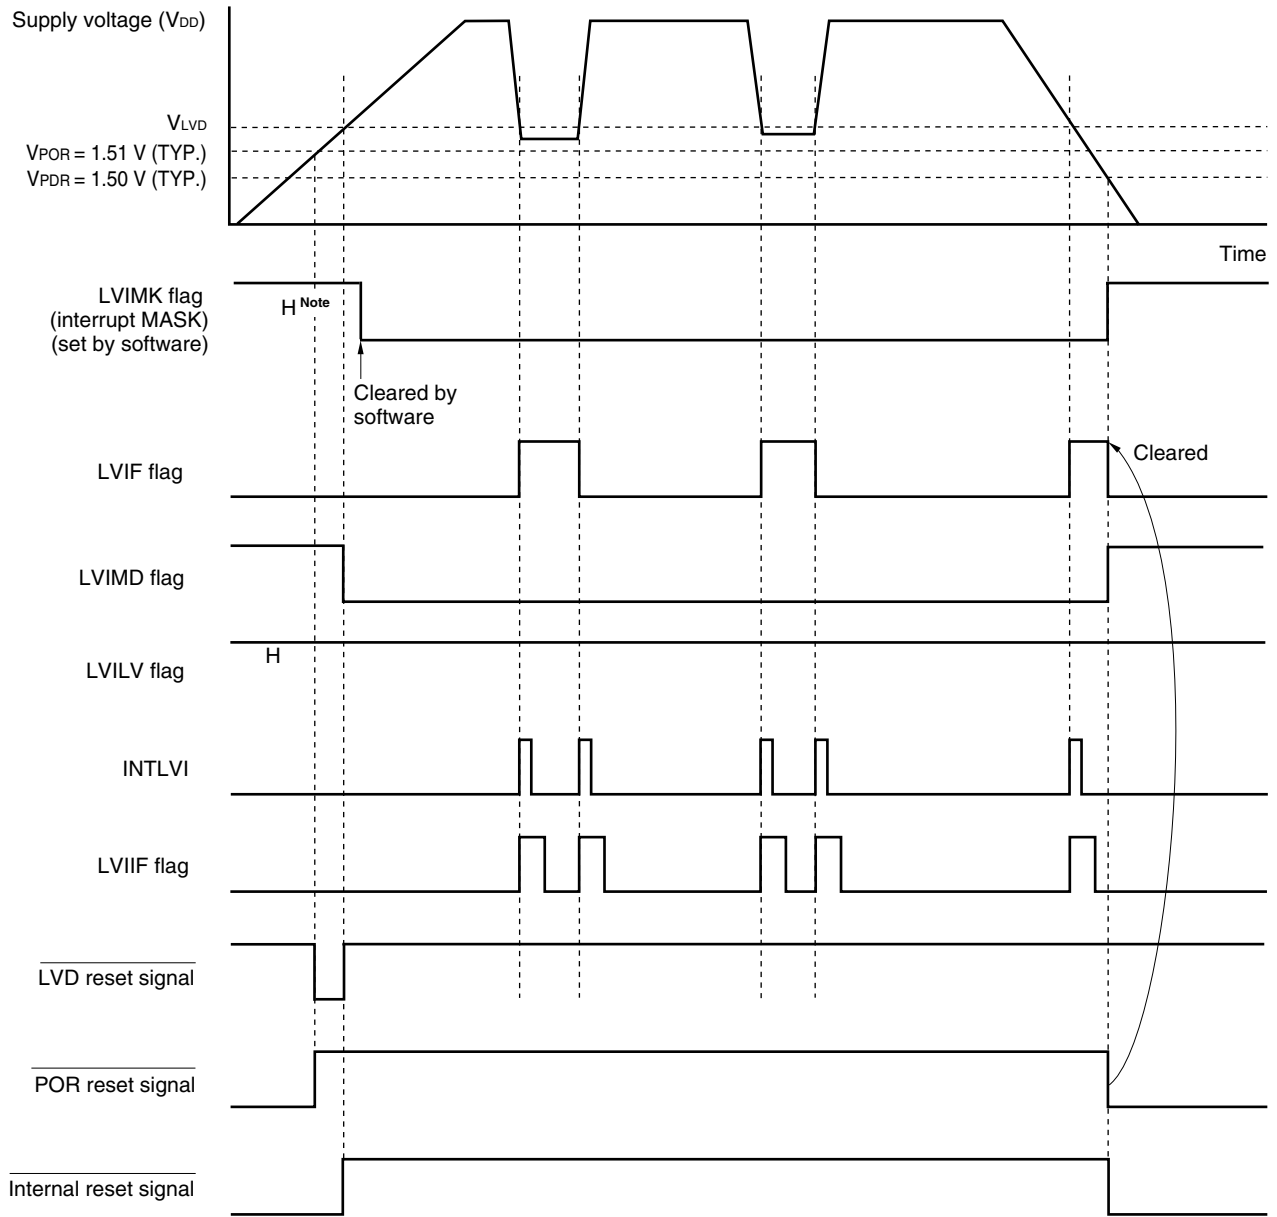 Supply voltage (VDD)
VLVD
VPOR = 1.51 V (TYP.)
VPDR = 1.50 V (TYP.)
Time
LVIMK flag
(interrupt MASK)
(set by software)
H Note
Cleared by
software
LVIF flag
Cleared
LVIMD flag
H
LVILV flag
INTLVI
LVIIF flag
LVD reset signal
POR reset signal
Internal reset signal